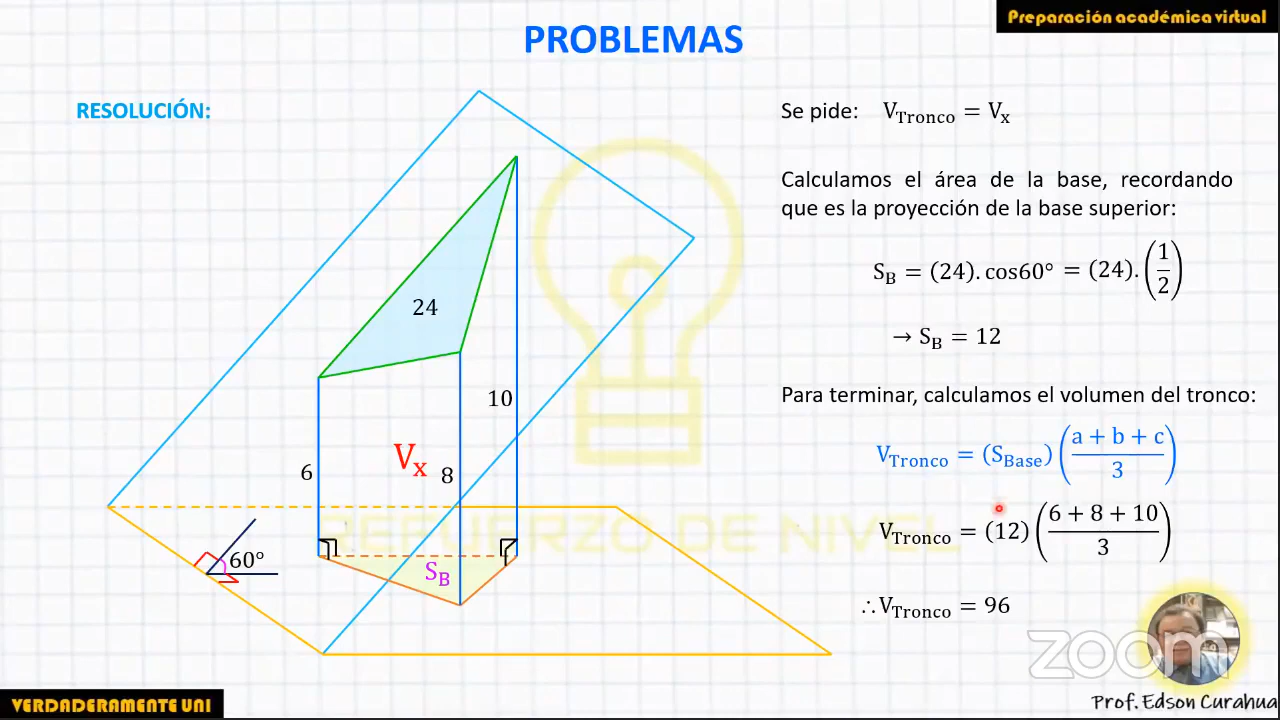 Preparación académica virtual
PROBLEMAS
RESOLUCIÓN:
Se pide: V_Tronco = V_x
Calculamos el área de la base, recordando
que es la proyección de la base superior:
S_B = (24). cos60° = (24). (1/2)
→ S_B = 12
Para terminar, calculamos el volumen del tronco:
V_Tronco = (S_Base) ((a + b + c)/3)
V_Tronco = (12) ((6 + 8 + 10)/3)
∴ V_Tronco = 96
24
10
V_x
6
8
60°
S_B
REFUERZO DE NIVEL
zoom
VERDADERAMENTE UNI
Prof. Edson Curahua